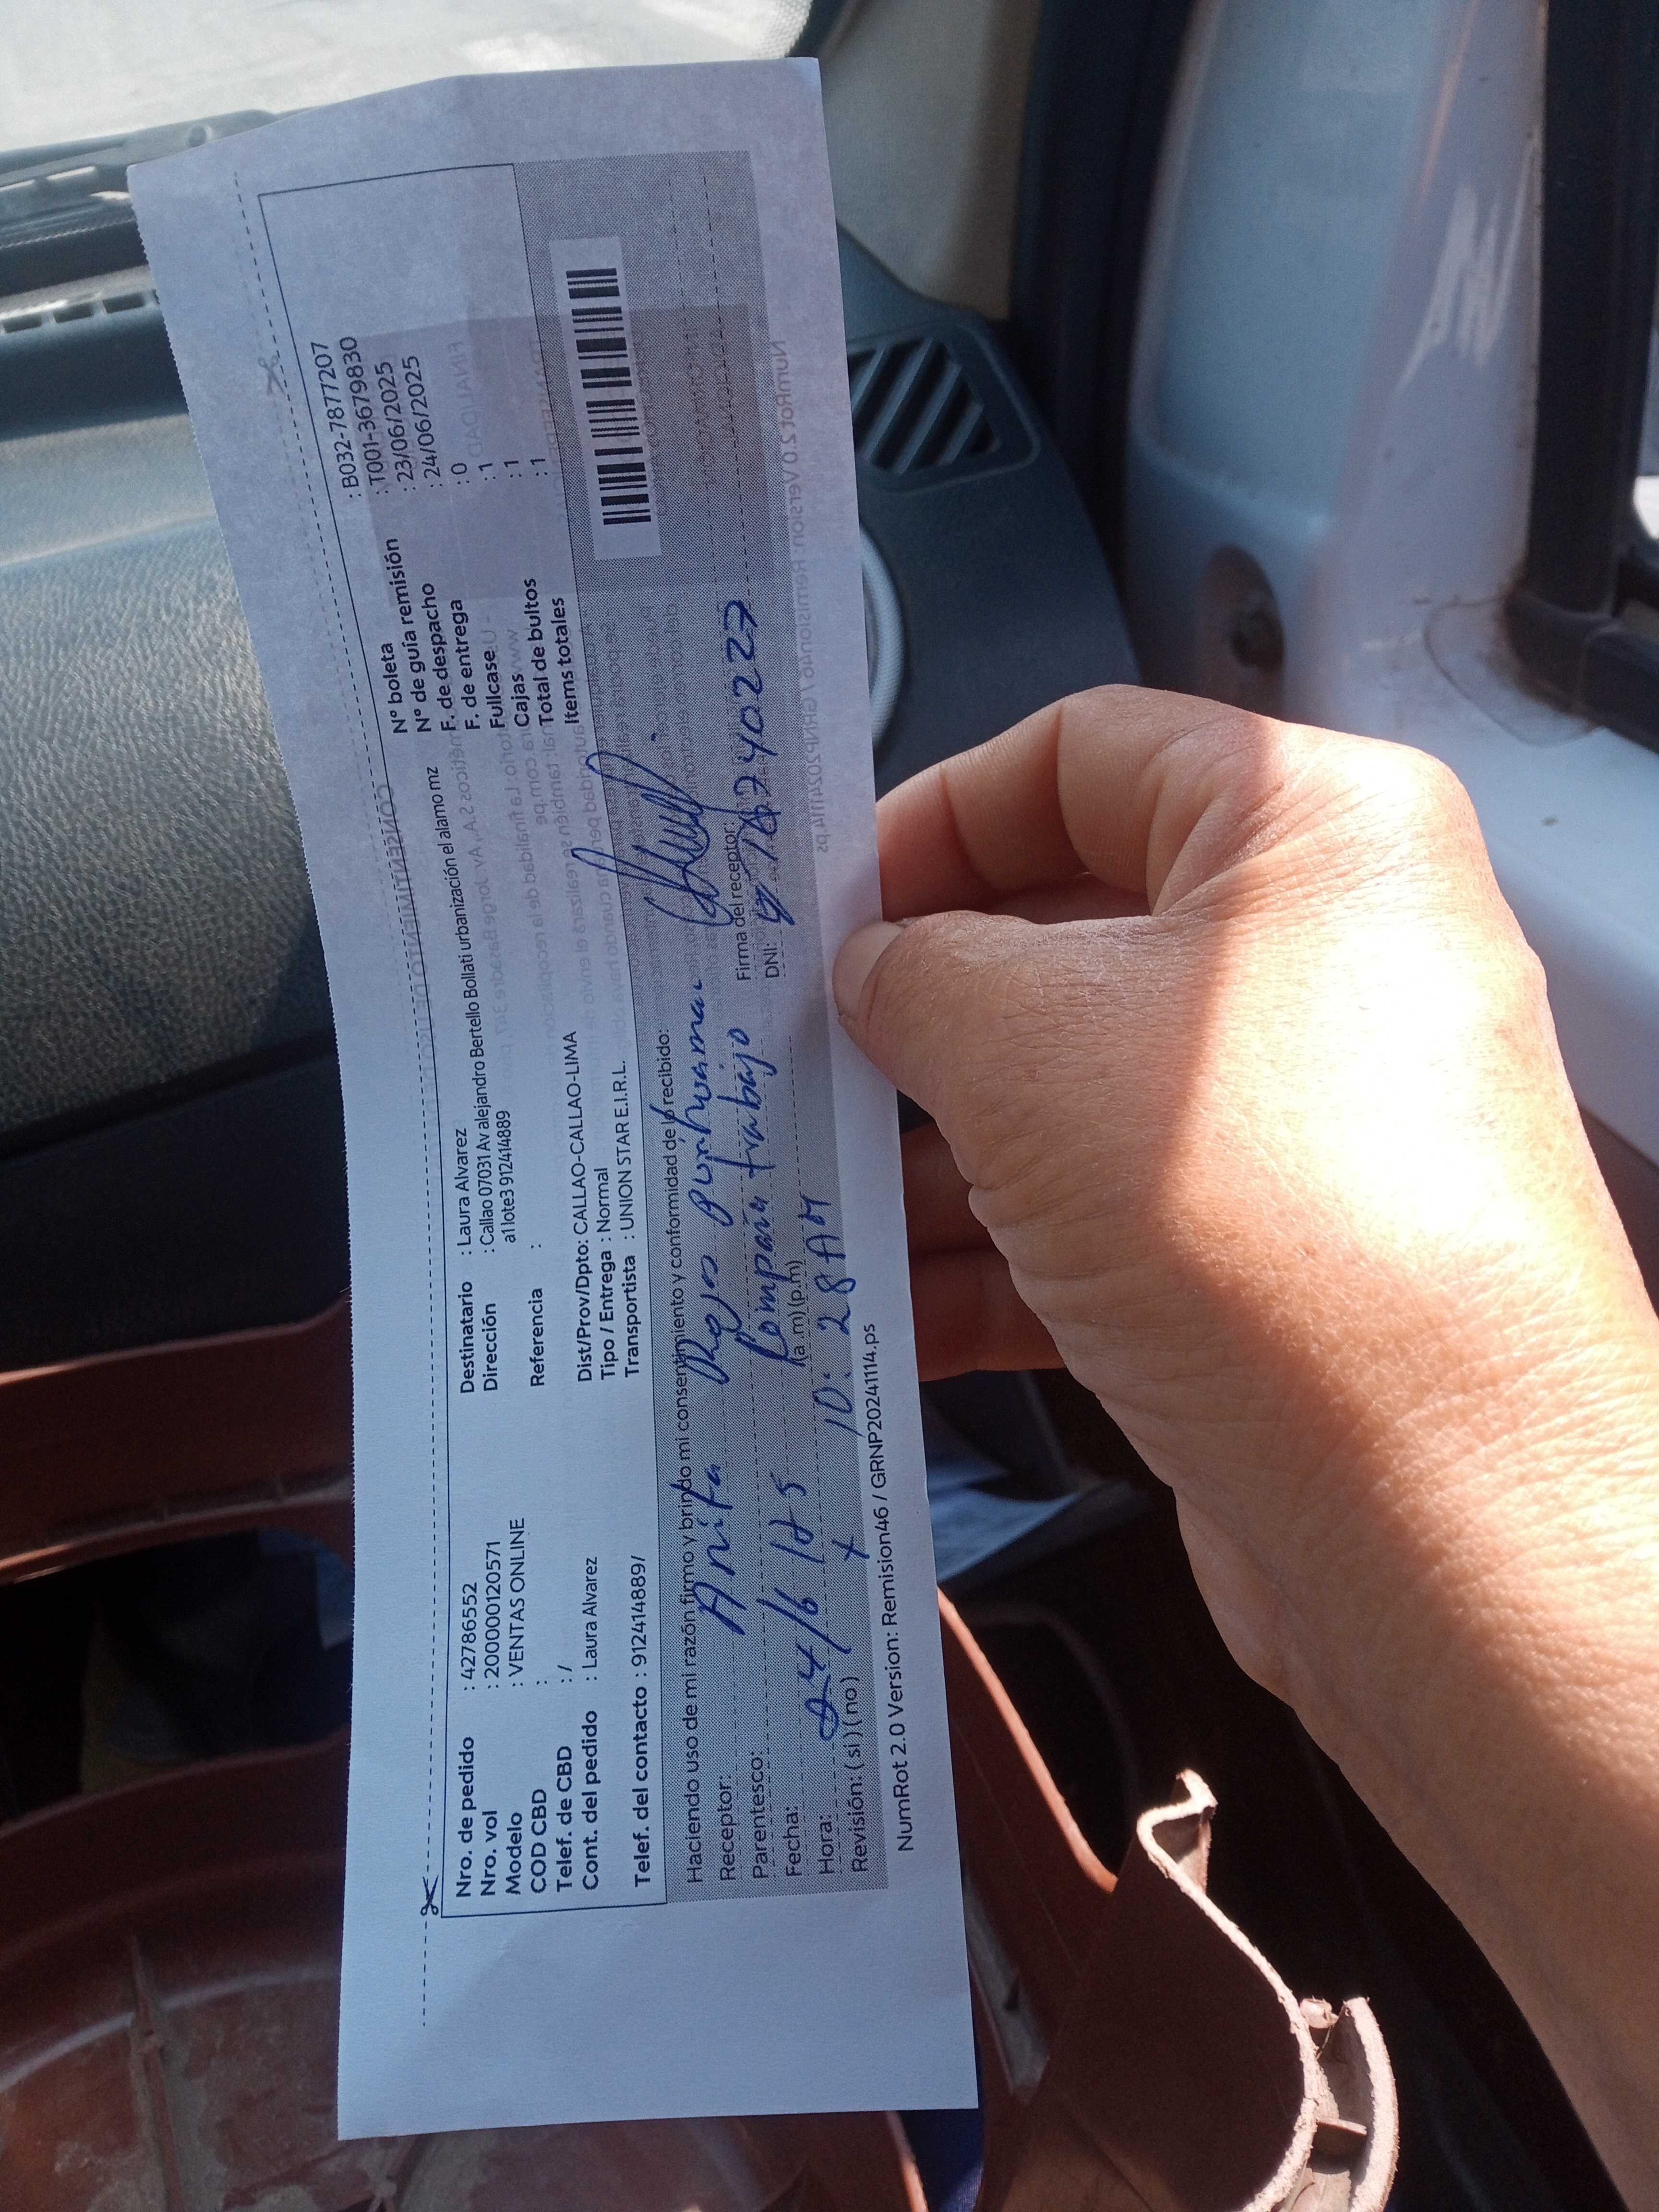 Nro. de pedido : 42786552
Nro. vol : 200000120571
Modelo : VENTAS ONLINE
COD CBD :
Telef. de CBD : /
Cont. del pedido : Laura Alvarez
Telef. del contacto : 912414889/
Destinatario : Laura Alvarez
Dirección : Callao 07031 Av alejandro Bertello Bollati urbanización el alamo mz
a1 lote3 912414889
Referencia :
Dist/Prov/Dpto: CALLAO-CALLAO-LIMA
Tipo / Entrega : Normal
Transportista : UNION STAR E.I.R.L.
N° boleta : B032-7877207
N° de guía remisión : T001-3679830
F. de despacho : 23/06/2025
F. de entrega : 24/06/2025
Fullcase : 0
Cajas : 1
Total de bultos : 1
Items totales : 1
Haciendo uso de mi razón firmo y brindo mi consentimiento y conformidad de lo recibido:
Receptor: Anita
Parentesco: Compañ trabajo
Firma del receptor:
Fecha: 24/6/25
DNI:
Hora: 10:28 AM (a.m) (p.m)
Revisión: ( si ) ( no ) x
NumRot 2.0 Version: Remision46 / GRNP20241114.ps